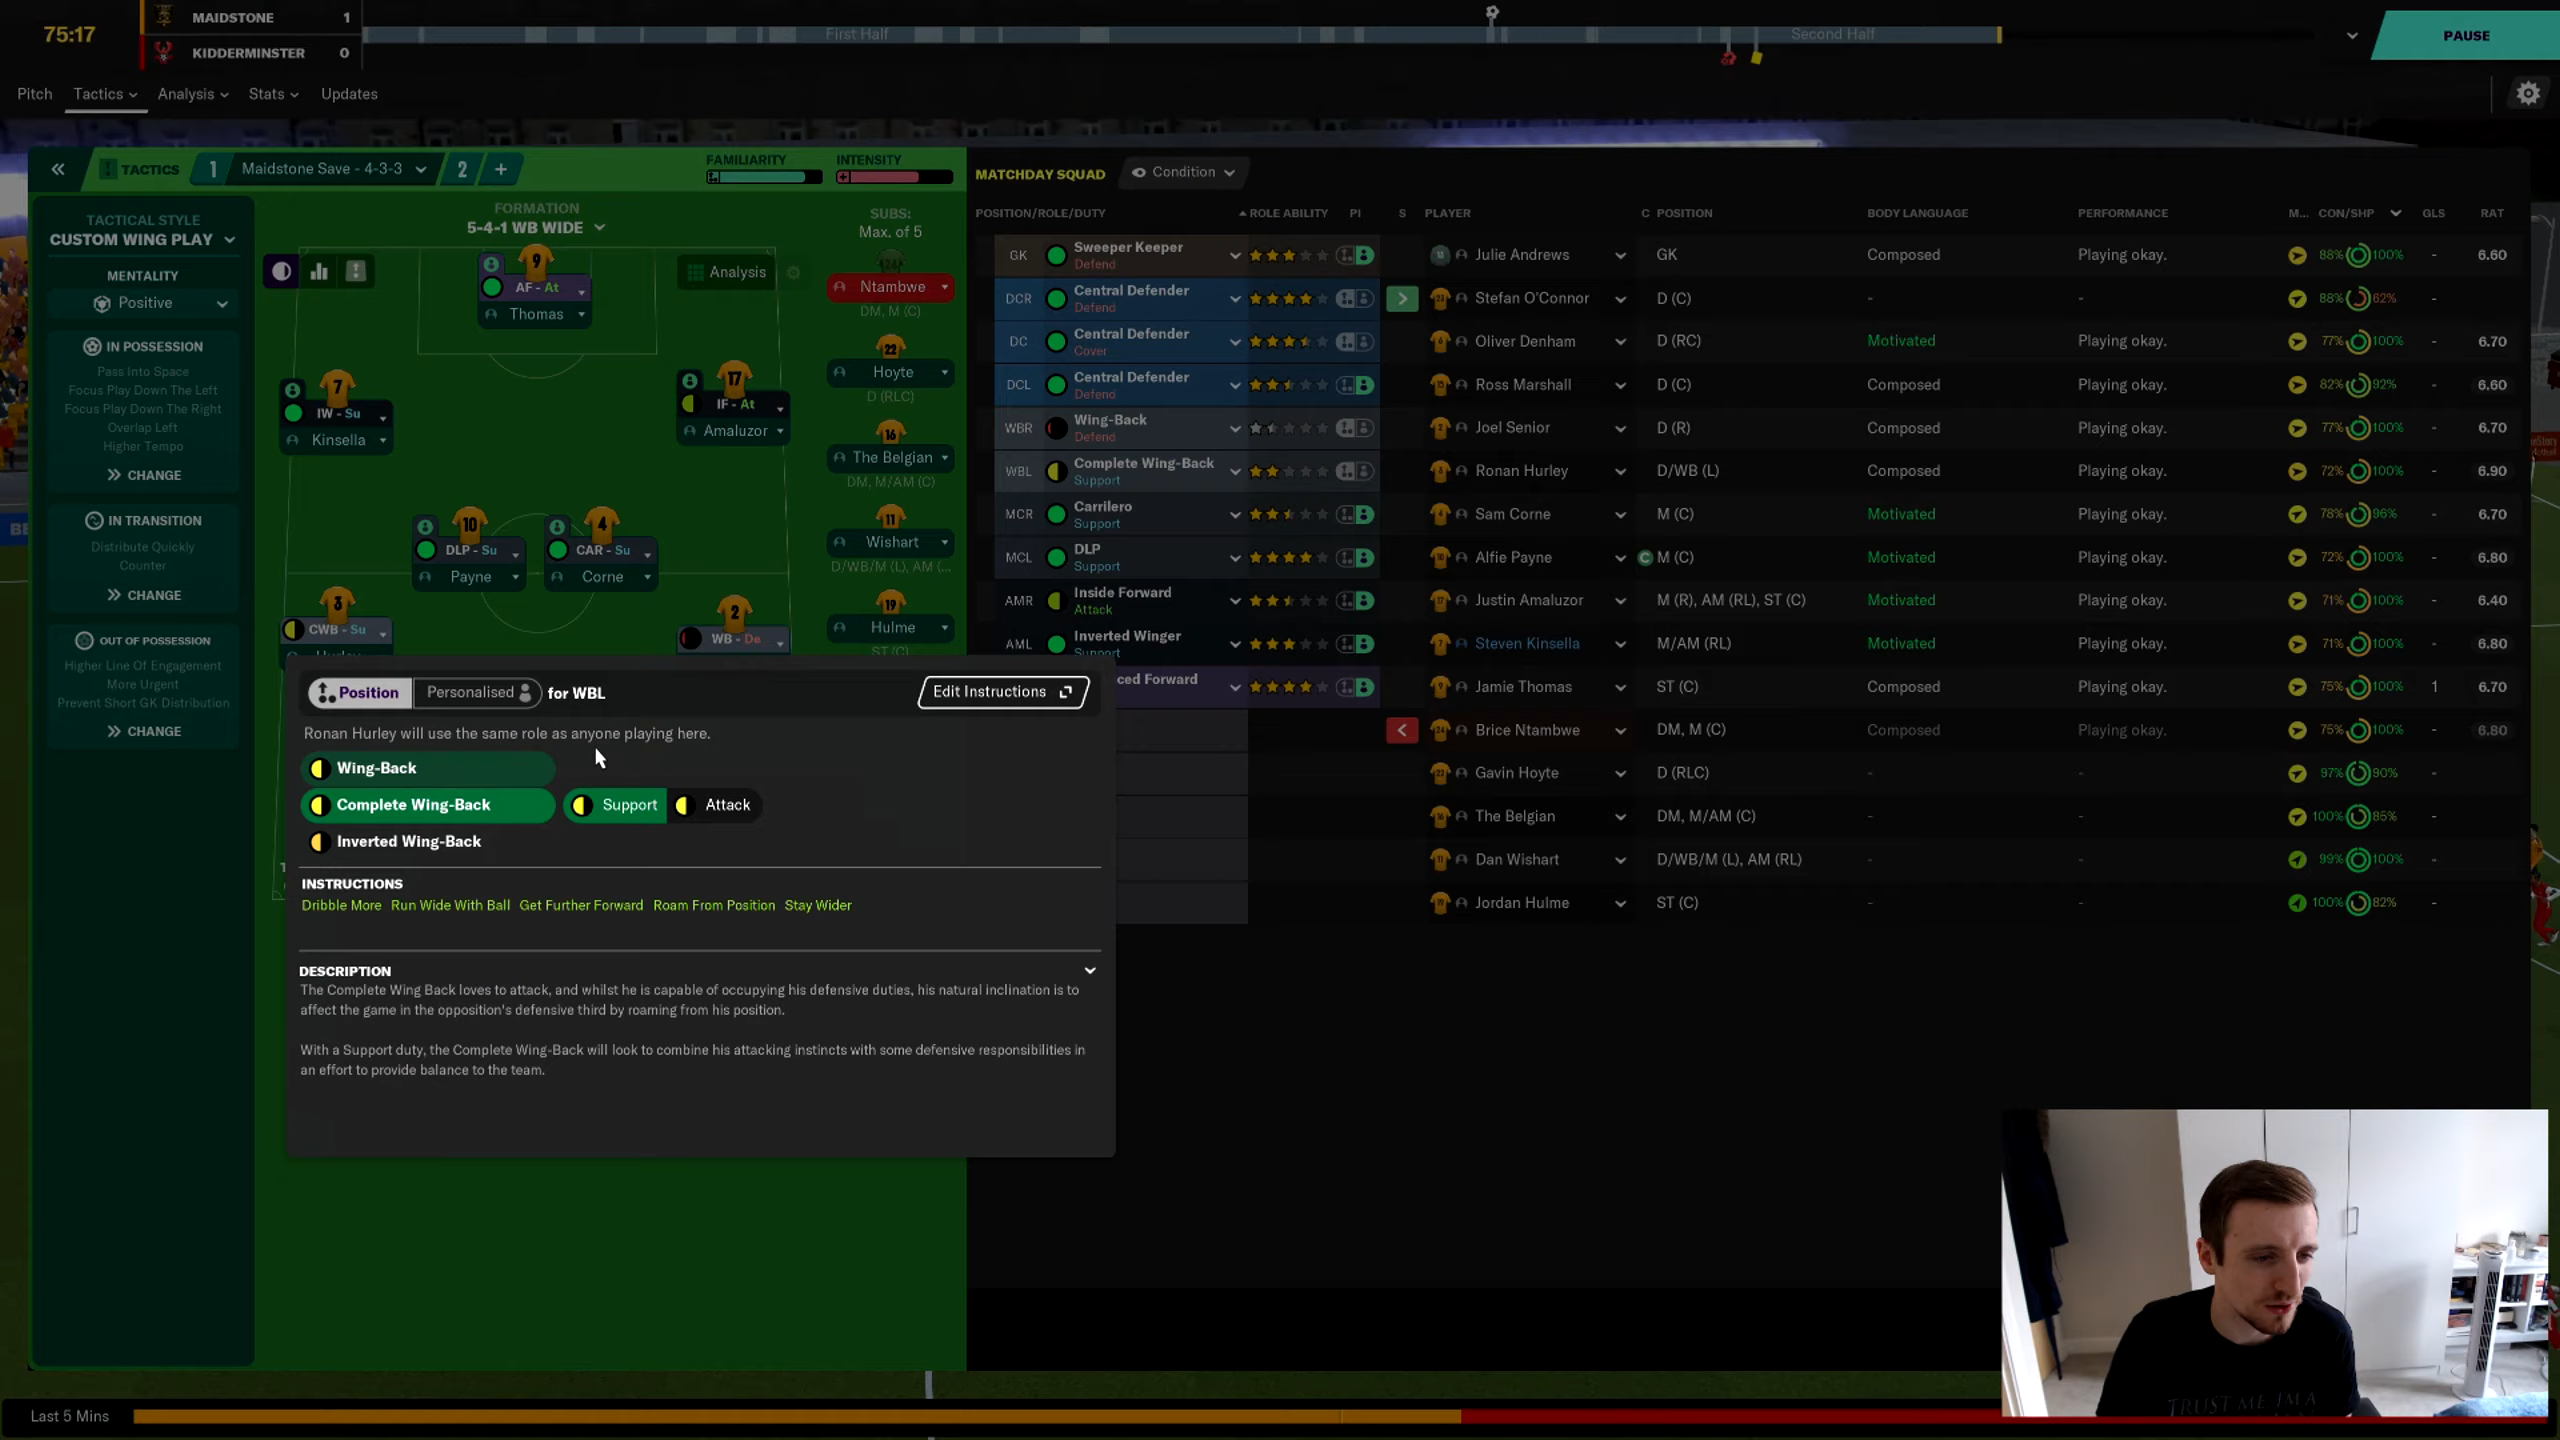 75:17
MAIDSTONE 1
KIDDERMINSTER 0
First Half
Second Half
PAUSE
Pitch Tactics Analysis Stats Updates
TACTICS 1 Maidstone Save - 4-3-3 2 +
FAMILIARITY
INTENSITY
TACTICAL STYLE
CUSTOM WING PLAY
MENTALITY
Positive
IN POSSESSION
Pass Into Space
Focus Play Down The Left
Focus Play Down The Right
Overlap Left
Higher Tempo
CHANGE
IN TRANSITION
Distribute Quickly
Counter
CHANGE
OUT OF POSSESSION
Higher Line Of Engagement
More Urgent
Prevent Short GK Distribution
CHANGE
FORMATION
5-4-1 WB WIDE
Analysis
9
AF - At
Thomas
7
IW - Su
Kinsella
17
IF - At
Amaluzor
10
DLP - Su
Payne
4
CAR - Su
Corne
3
CWB - Su
2
WB - De
SUBS:
Max. of 5
Ntambwe
DM, M (C)
22
Hoyte
D (RLC)
16
The Belgian
DM, M/AM (C)
11
Wishart
D/WB/M (L), AM (...
19
Hulme
ST (C)
MATCHDAY SQUAD Condition
POSITION/ROLE/DUTY ROLE ABILITY PI S PLAYER C POSITION BODY LANGUAGE PERFORMANCE M... CON/SHP GLS RAT
GK Sweeper Keeper Defend Julie Andrews GK Composed Playing okay. 88% 100% - 6.60
DCR Central Defender Defend Stefan O'Connor D (C) - - 88% 62% -
DC Central Defender Cover Oliver Denham D (RC) Motivated Playing okay. 77% 100% - 6.70
DCL Central Defender Defend Ross Marshall D (C) Composed Playing okay. 82% 92% - 6.60
WBR Wing-Back Defend Joel Senior D (R) Composed Playing okay. 77% 100% - 6.70
WBL Complete Wing-Back Support Ronan Hurley D/WB (L) Composed Playing okay. 72% 100% - 6.90
MCR Carrilero Support Sam Corne M (C) Motivated Playing okay. 78% 96% - 6.70
MCL DLP Support Alfie Payne C M (C) Motivated Playing okay. 72% 100% - 6.80
AMR Inside Forward Attack Justin Amaluzor M (R), AM (RL), ST (C) Motivated Playing okay. 71% 100% - 6.40
AML Inverted Winger Support Steven Kinsella M/AM (RL) Motivated Playing okay. 71% 100% - 6.80
ced Forward Jamie Thomas ST (C) Composed Playing okay. 75% 100% 1 6.70
Brice Ntambwe DM, M (C) Composed Playing okay. 75% 100% - 6.80
Gavin Hoyte D (RLC) - - 97% 90% -
The Belgian DM, M/AM (C) - - 100% 85% -
Dan Wishart D/WB/M (L), AM (RL) - - 99% 100% -
Jordan Hulme ST (C) - - 100% 82% -
Position Personalised for WBL Edit Instructions
Ronan Hurley will use the same role as anyone playing here.
Wing-Back
Complete Wing-Back Support Attack
Inverted Wing-Back
INSTRUCTIONS
Dribble More Run Wide With Ball Get Further Forward Roam From Position Stay Wider
DESCRIPTION
The Complete Wing Back loves to attack, and whilst he is capable of occupying his defensive duties, his natural inclination is to
affect the game in the opposition's defensive third by roaming from his position.
With a Support duty, the Complete Wing-Back will look to combine his attacking instincts with some defensive responsibilities in
an effort to provide balance to the team.
Last 5 Mins
TRUST ME IM A